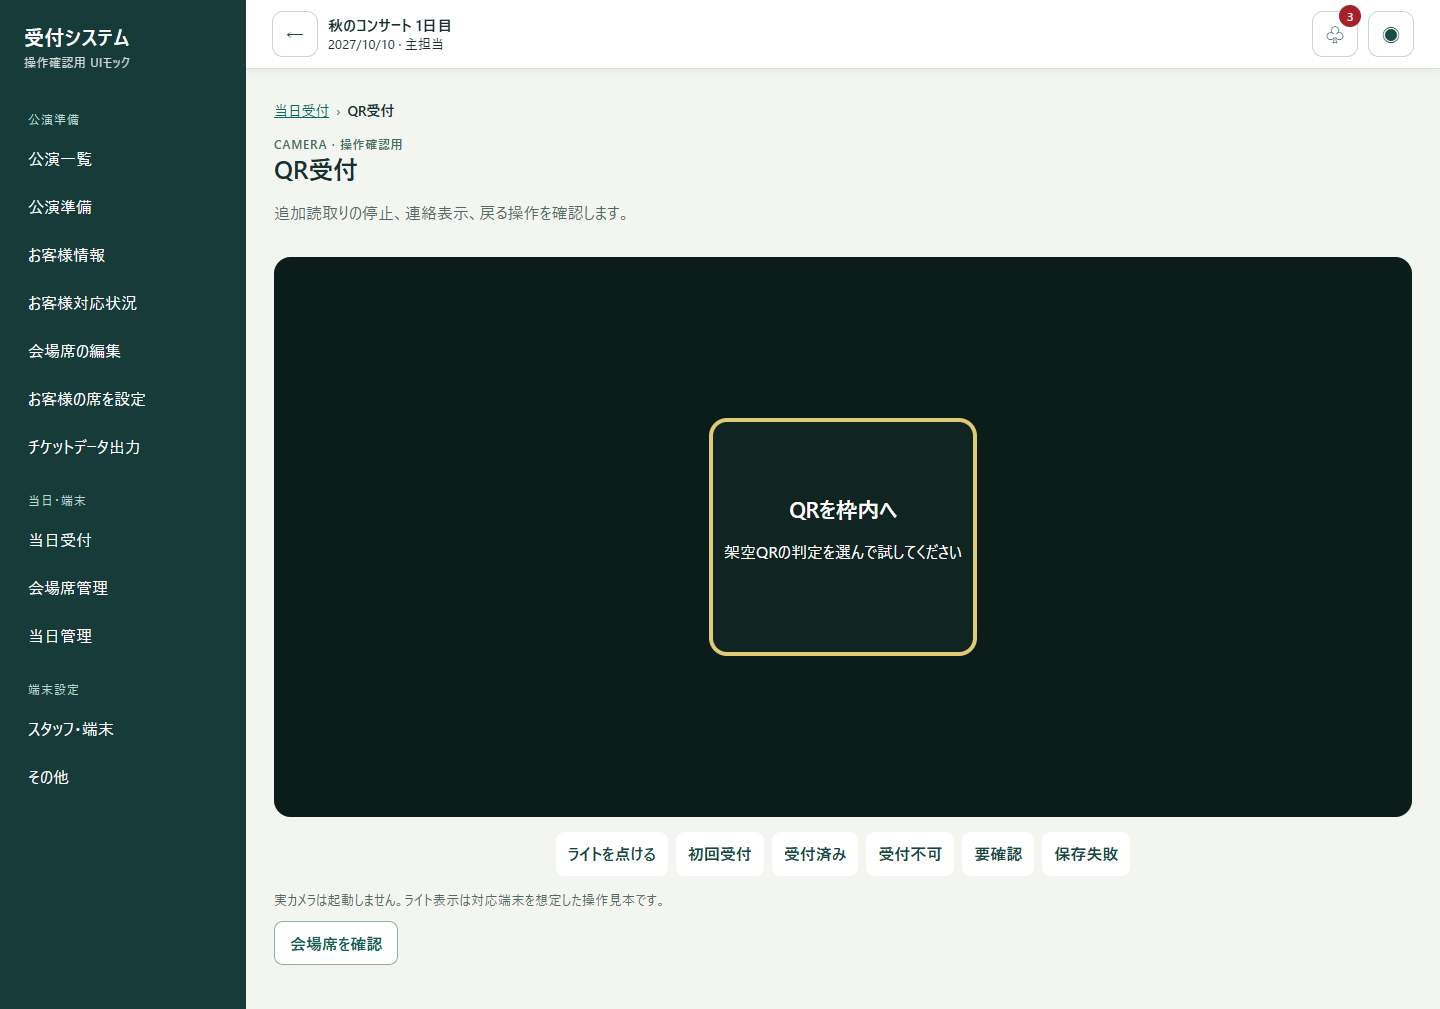 受付システム
操作確認用 UIモック
公演準備
公演一覧
公演準備
お客様情報
お客様対応状況
会場席の編集
お客様の席を設定
チケットデータ出力
当日・端末
当日受付
会場席管理
当日管理
端末設定
スタッフ・端末
その他
←
秋のコンサート 1日目
2027/10/10 · 主担当
3
当日受付 › QR受付
CAMERA · 操作確認用
QR受付
追加読取りの停止、連絡表示、戻る操作を確認します。
QRを枠内へ
架空QRの判定を選んで試してください
ライトを点ける 初回受付 受付済み 受付不可 要確認 保存失敗
実カメラは起動しません。ライト表示は対応端末を想定した操作見本です。
会場席を確認